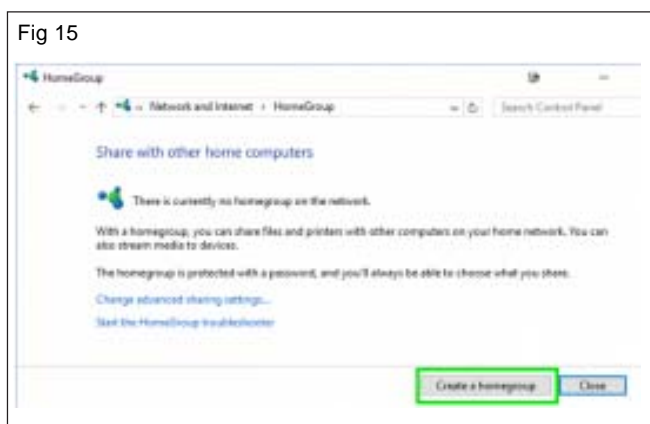 Fig 15
HomeGroup
Network and Internet › HomeGroup
Search Control Panel
Share with other home computers
There is currently no homegroup on the network.
With a homegroup, you can share files and printers with other computers on your home network. You can
also stream media to devices.
The homegroup is protected with a password, and you'll always be able to choose what you share.
Change advanced sharing settings...
Start the HomeGroup troubleshooter
Create a homegroup
Close